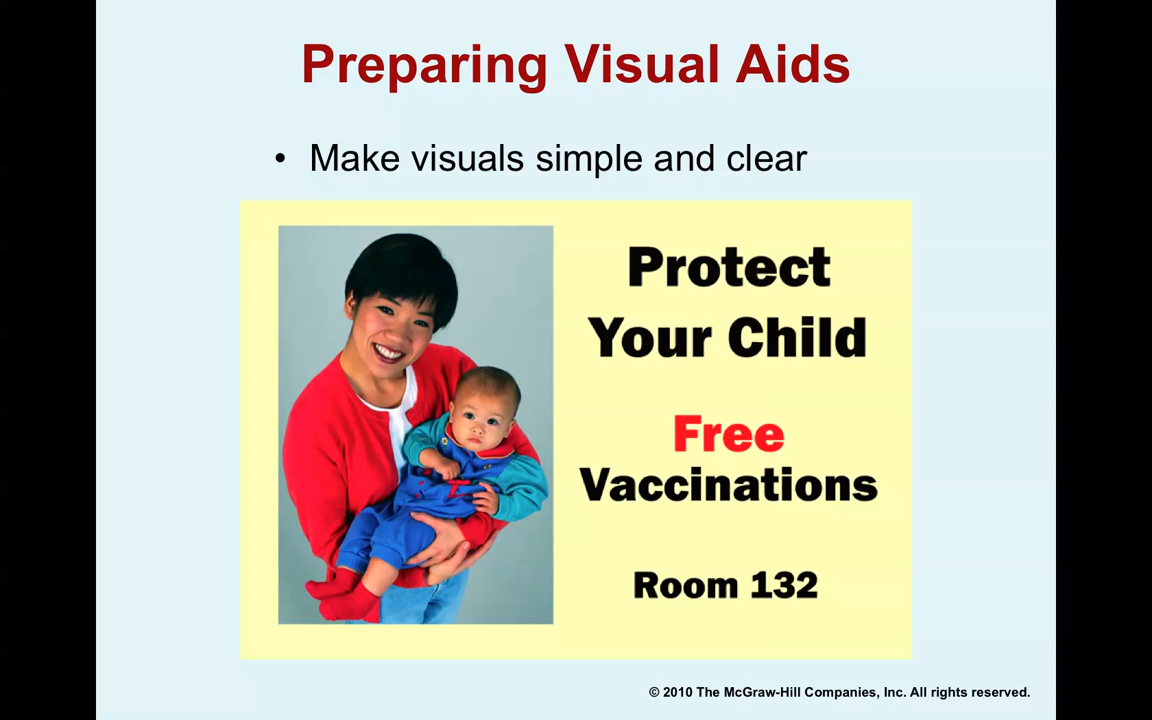 Preparing Visual Aids
• Make visuals simple and clear
Protect
Your Child
Free
Vaccinations
Room 132
© 2010 The McGraw-Hill Companies, Inc. All rights reserved.